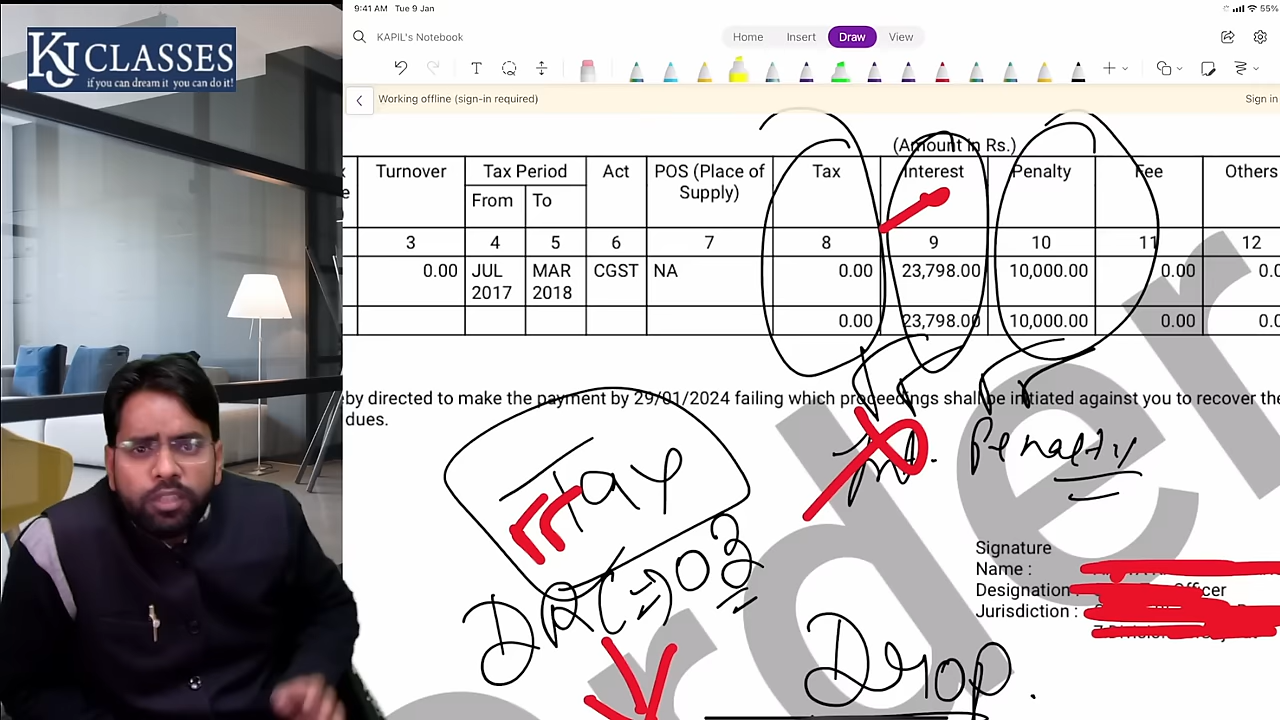 KJ CLASSES
if you can dream it you can do it!
9:41 AM Tue 9 Jan
55%
KAPIL's Notebook
Home Insert Draw View
Working offline (sign-in required)
Sign in
(Amount in Rs.)
Turnover Tax Period Act POS (Place of Supply) Tax Interest Penalty Fee Others
From To
3 4 5 6 7 8 9 10 11 12
0.00 JUL 2017 MAR 2018 CGST NA 0.00 23,798.00 10,000.00 0.00 0.0
0.00 23,798.00 10,000.00 0.00 0.0
by directed to make the payment by 29/01/2024 failing which proceedings shall be initiated against you to recover the
dues.
Tax
Int. Penalty
DRC-03
Drop.
Signature
Name :
Designation : Officer
Jurisdiction :